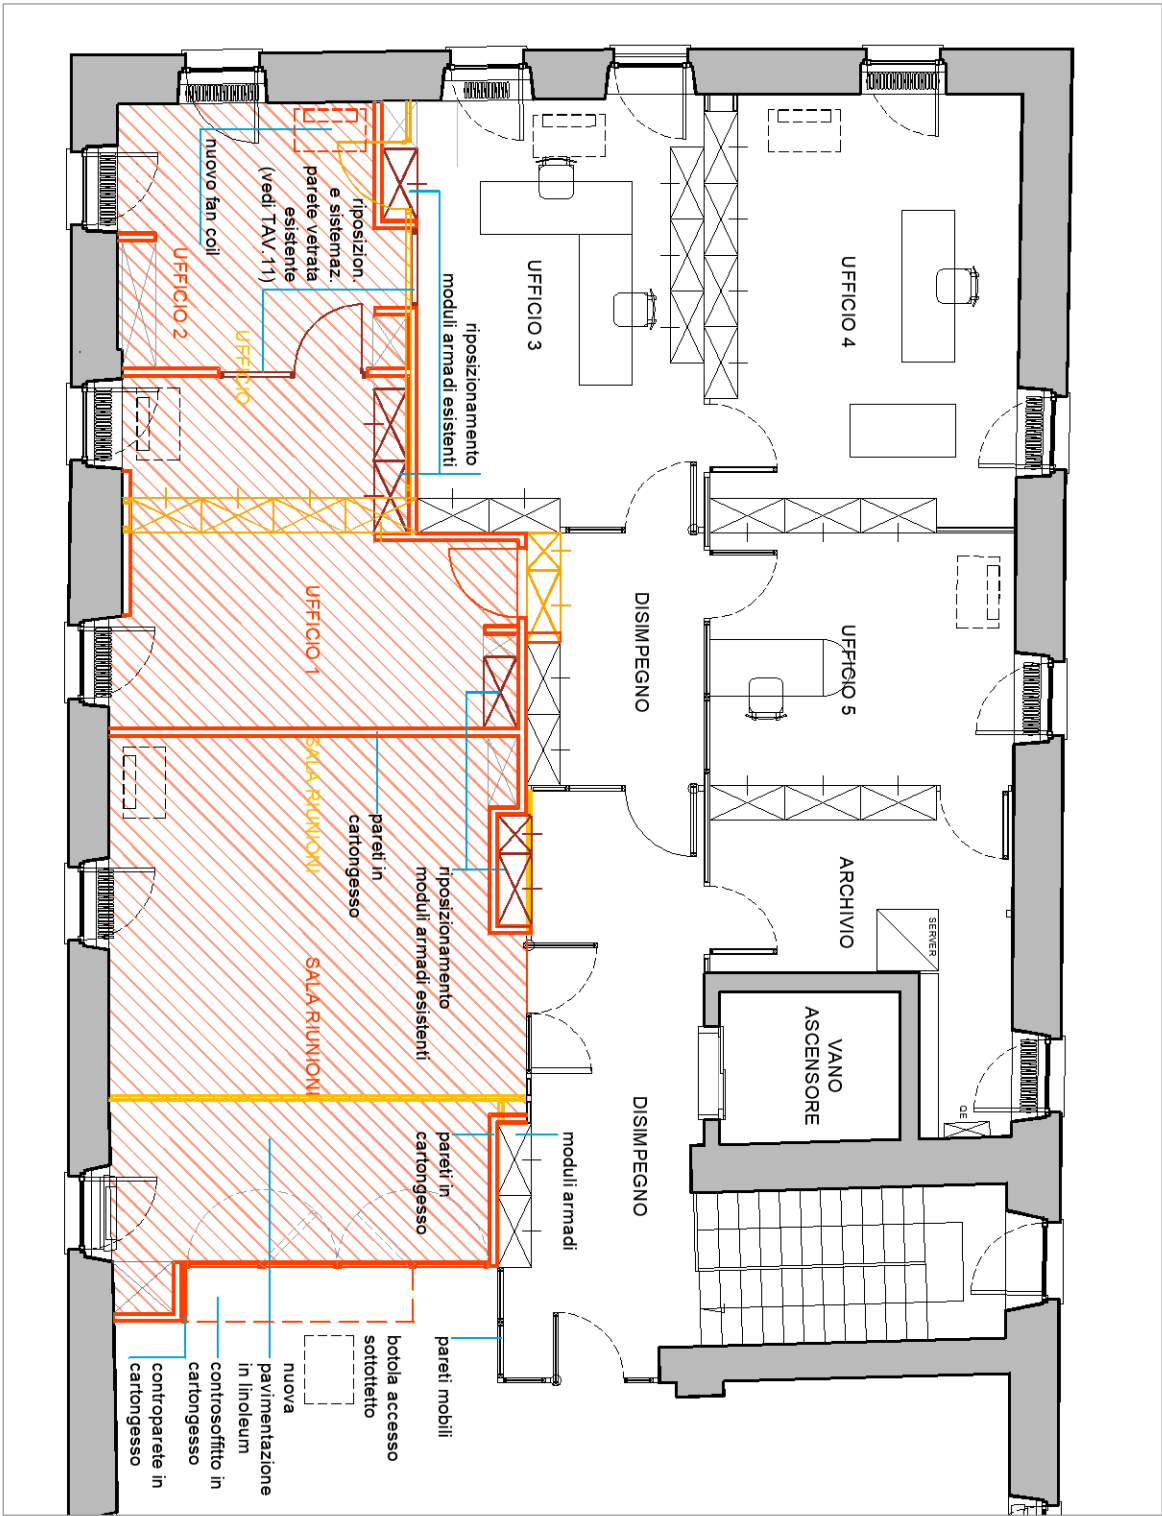 UFFICIO 4
UFFICIO 5
ARCHIVIO
SERVER
QE
VANO
ASCENSORE
DISIMPEGNO
DISIMPEGNO
UFFICIO 3
moduli armadi
riposizionamento
moduli armadi esistenti
riposizionamento
moduli armadi esistenti
pareti in
cartongesso
pareti mobili
riposizion.
e sistemaz.
parete vetrata
esistente
(vedi TAV.11)
pareti in
cartongesso
botola accesso
sottotetto
UFFICIO 1
SALA RIUNIONI
SALA RIUNIONI
nuova
pavimentazione
in linoleum
UFFICIO
nuovo fan coil
controsoffitto in
cartongesso
UFFICIO 2
controparete in
cartongesso